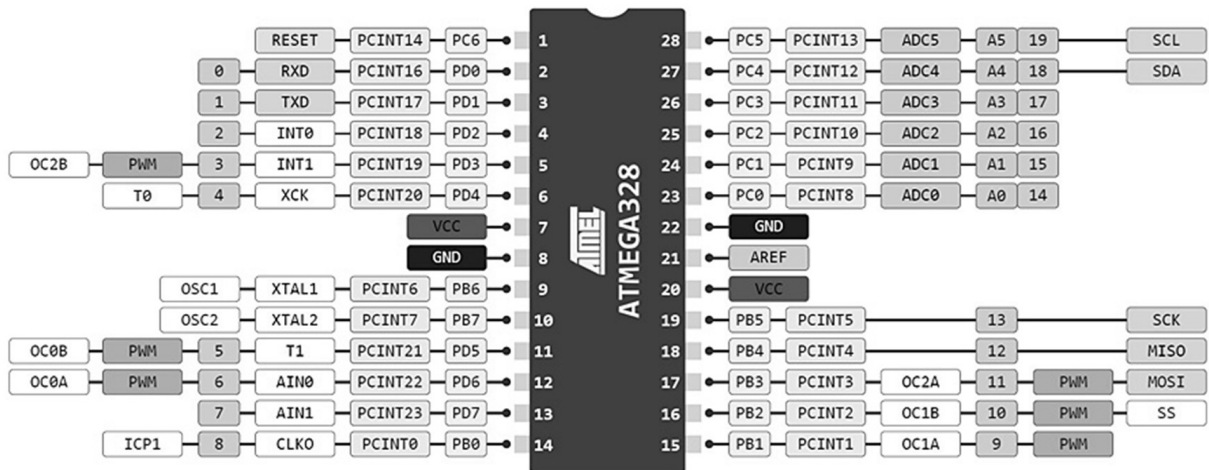 RESET PCINT14 PC6 1 28 PC5 PCINT13 ADC5 A5 19 SCL
0 RXD PCINT16 PD0 2 27 PC4 PCINT12 ADC4 A4 18 SDA
1 TXD PCINT17 PD1 3 26 PC3 PCINT11 ADC3 A3 17
2 INT0 PCINT18 PD2 4 25 PC2 PCINT10 ADC2 A2 16
OC2B PWM 3 INT1 PCINT19 PD3 5 24 PC1 PCINT9 ADC1 A1 15
T0 4 XCK PCINT20 PD4 6 23 PC0 PCINT8 ADC0 A0 14
VCC 7 22 GND
GND 8 21 AREF
OSC1 XTAL1 PCINT6 PB6 9 20 VCC
OSC2 XTAL2 PCINT7 PB7 10 19 PB5 PCINT5 13 SCK
OC0B PWM 5 T1 PCINT21 PD5 11 18 PB4 PCINT4 12 MISO
OC0A PWM 6 AIN0 PCINT22 PD6 12 17 PB3 PCINT3 OC2A 11 PWM MOSI
7 AIN1 PCINT23 PD7 13 16 PB2 PCINT2 OC1B 10 PWM SS
ICP1 8 CLKO PCINT0 PB0 14 15 PB1 PCINT1 OC1A 9 PWM
ATMEL
ATMEGA328